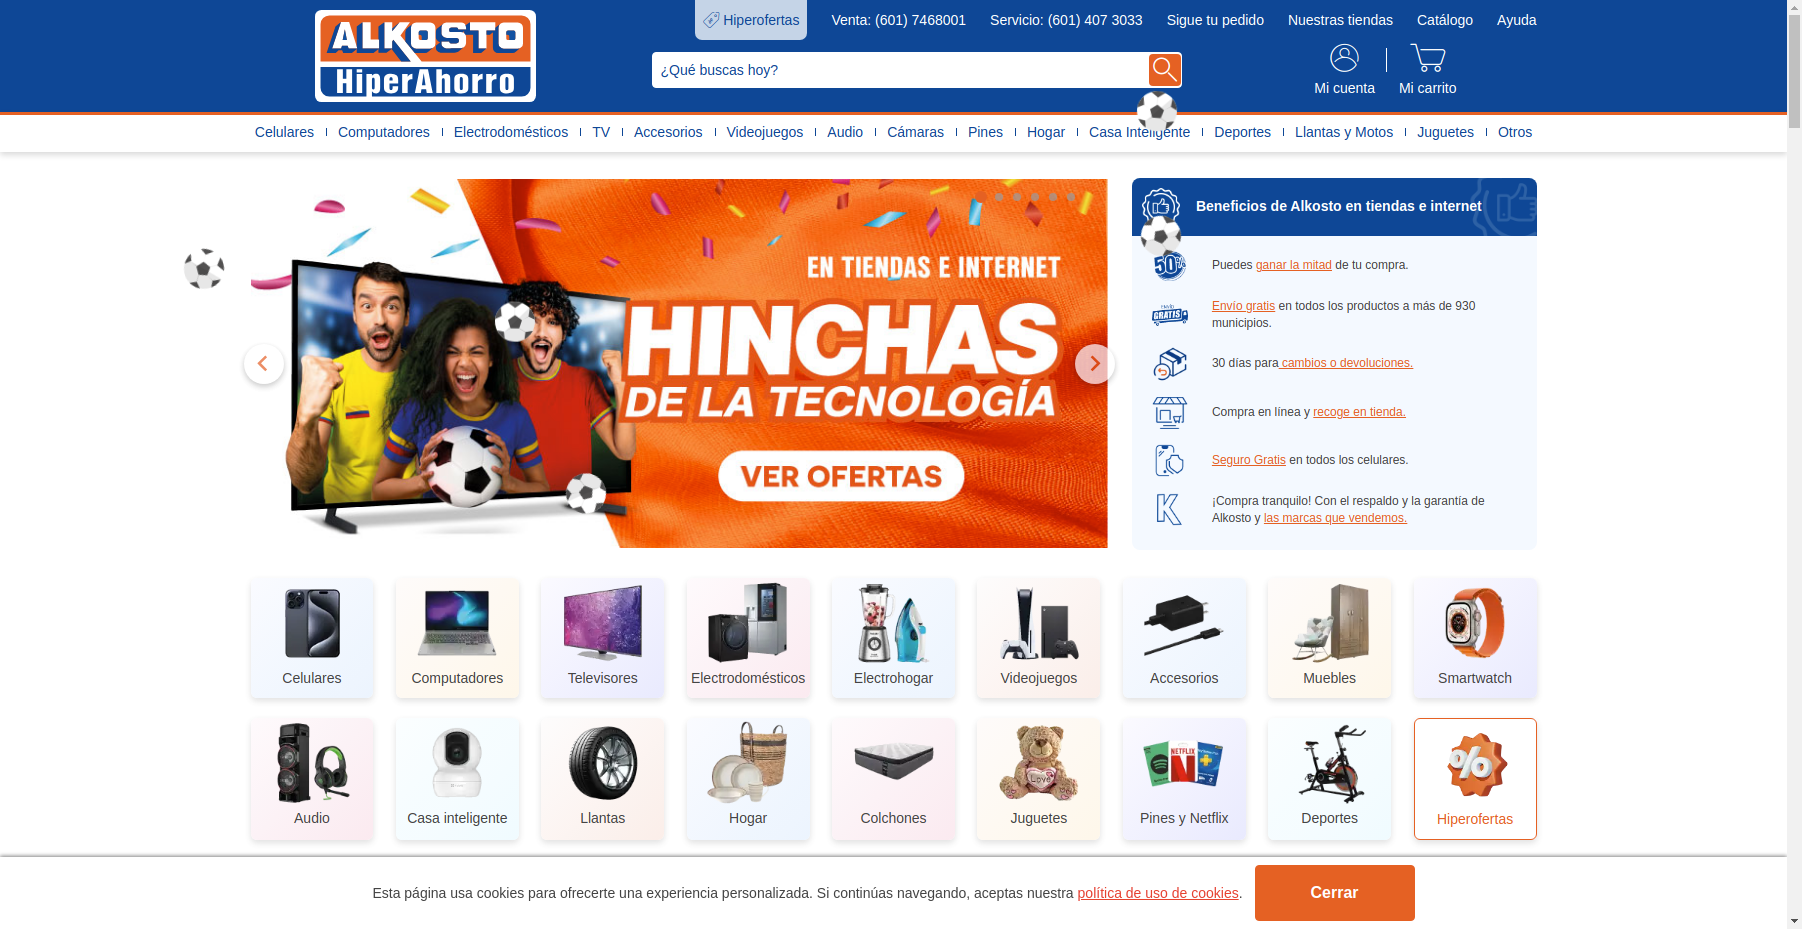 ALKOSTO
HiperAhorro
Hiperofertas
Venta: (601) 7468001
Servicio: (601) 407 3033
Sigue tu pedido
Nuestras tiendas
Catálogo
Ayuda
¿Qué buscas hoy?
Mi cuenta
Mi carrito
Celulares
Computadores
Electrodomésticos
TV
Accesorios
Videojuegos
Audio
Cámaras
Pines
Hogar
Casa Inteligente
Deportes
Llantas y Motos
Juguetes
Otros
EN TIENDAS E INTERNET
HINCHAS
DE LA TECNOLOGÍA
VER OFERTAS
Beneficios de Alkosto en tiendas e internet
50%
Puedes ganar la mitad de tu compra.
ENVÍO
GRATIS
Envío gratis en todos los productos a más de 930
municipios.
30 días para cambios o devoluciones.
Compra en línea y recoge en tienda.
Seguro Gratis en todos los celulares.
K
¡Compra tranquilo! Con el respaldo y la garantía de
Alkosto y las marcas que vendemos.
Celulares
Computadores
Televisores
Electrodomésticos
Electrohogar
Videojuegos
Accesorios
Muebles
Smartwatch
Love
NETFLIX
%
Audio
Casa inteligente
Llantas
Hogar
Colchones
Juguetes
Pines y Netflix
Deportes
Hiperofertas
Esta página usa cookies para ofrecerte una experiencia personalizada. Si continúas navegando, aceptas nuestra política de uso de cookies.
Cerrar